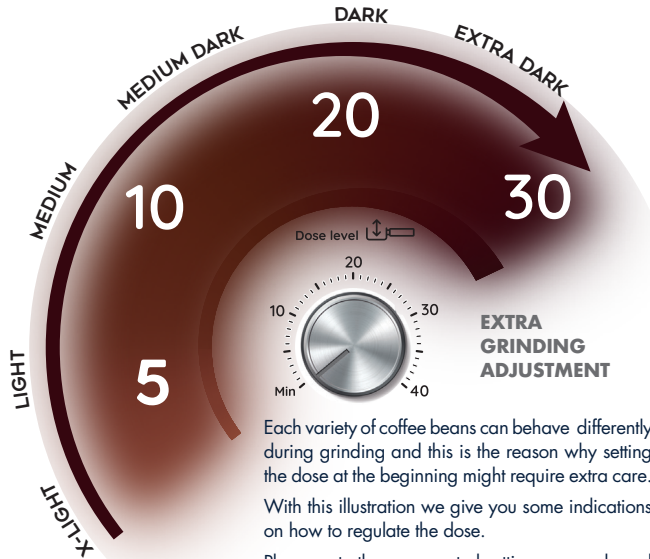 DARK
EXTRA DARK
MEDIUM DARK
20
MEDIUM
10
30
Dose level
20
10
30
EXTRA
GRINDING
ADJUSTMENT
LIGHT
5
Min
40
Each variety of coffee beans can behave differently
during grinding and this is the reason why setting
the dose at the beginning might require extra care.
X-LIGHT
With this illustration we give you some indications
on how to regulate the dose.